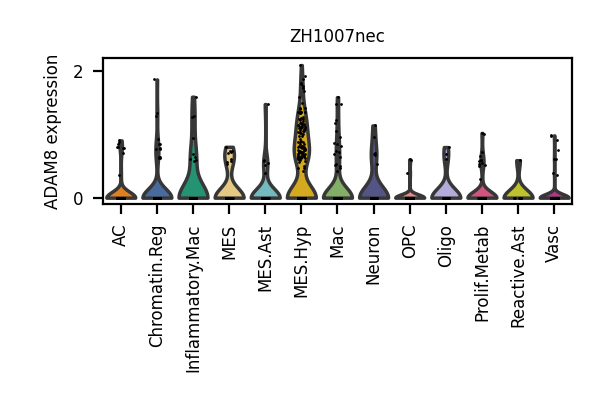 ZH1007nec
ADAM8 expression
2
0
AC
Chromatin.Reg
Inflammatory.Mac
MES
MES.Ast
MES.Hyp
Mac
Neuron
OPC
Oligo
Prolif.Metab
Reactive.Ast
Vasc